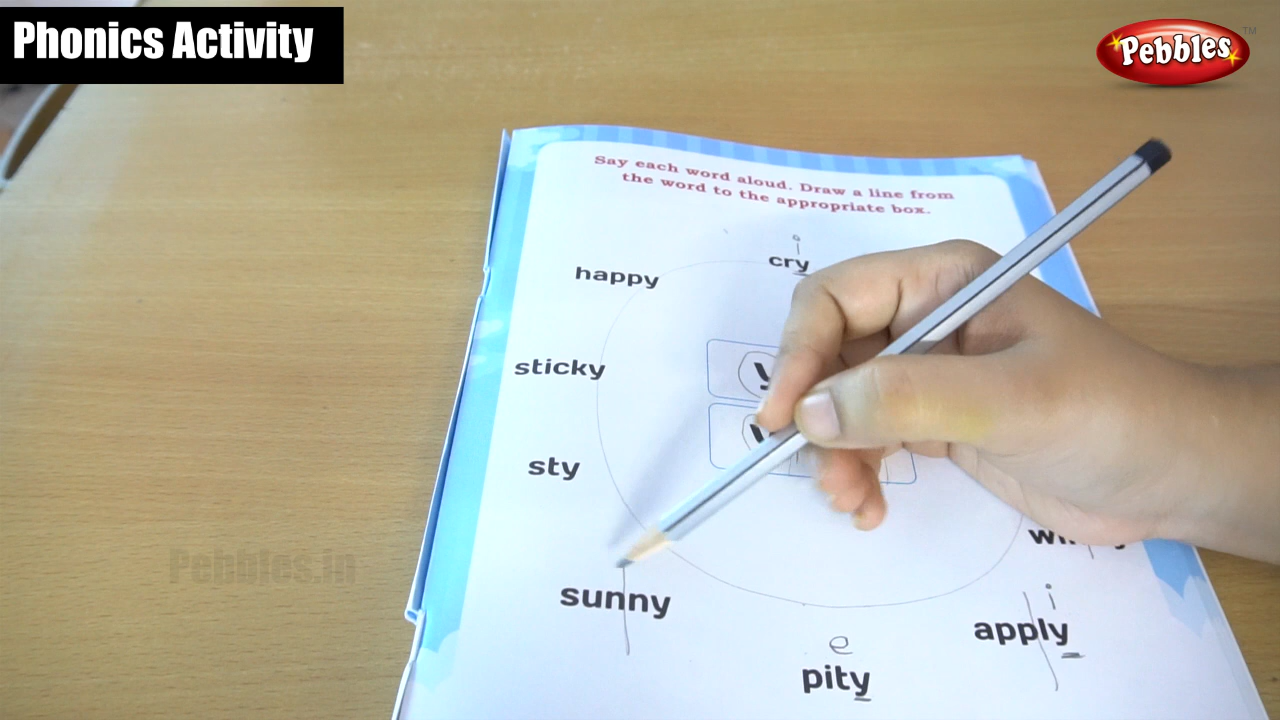 Phonics Activity
Pebbles TM
Say each word aloud. Draw a line from
the word to the appropriate box.
i
cry
happy
sticky
y
sty
sunny
i
apply
e
pity
Pebbles.in